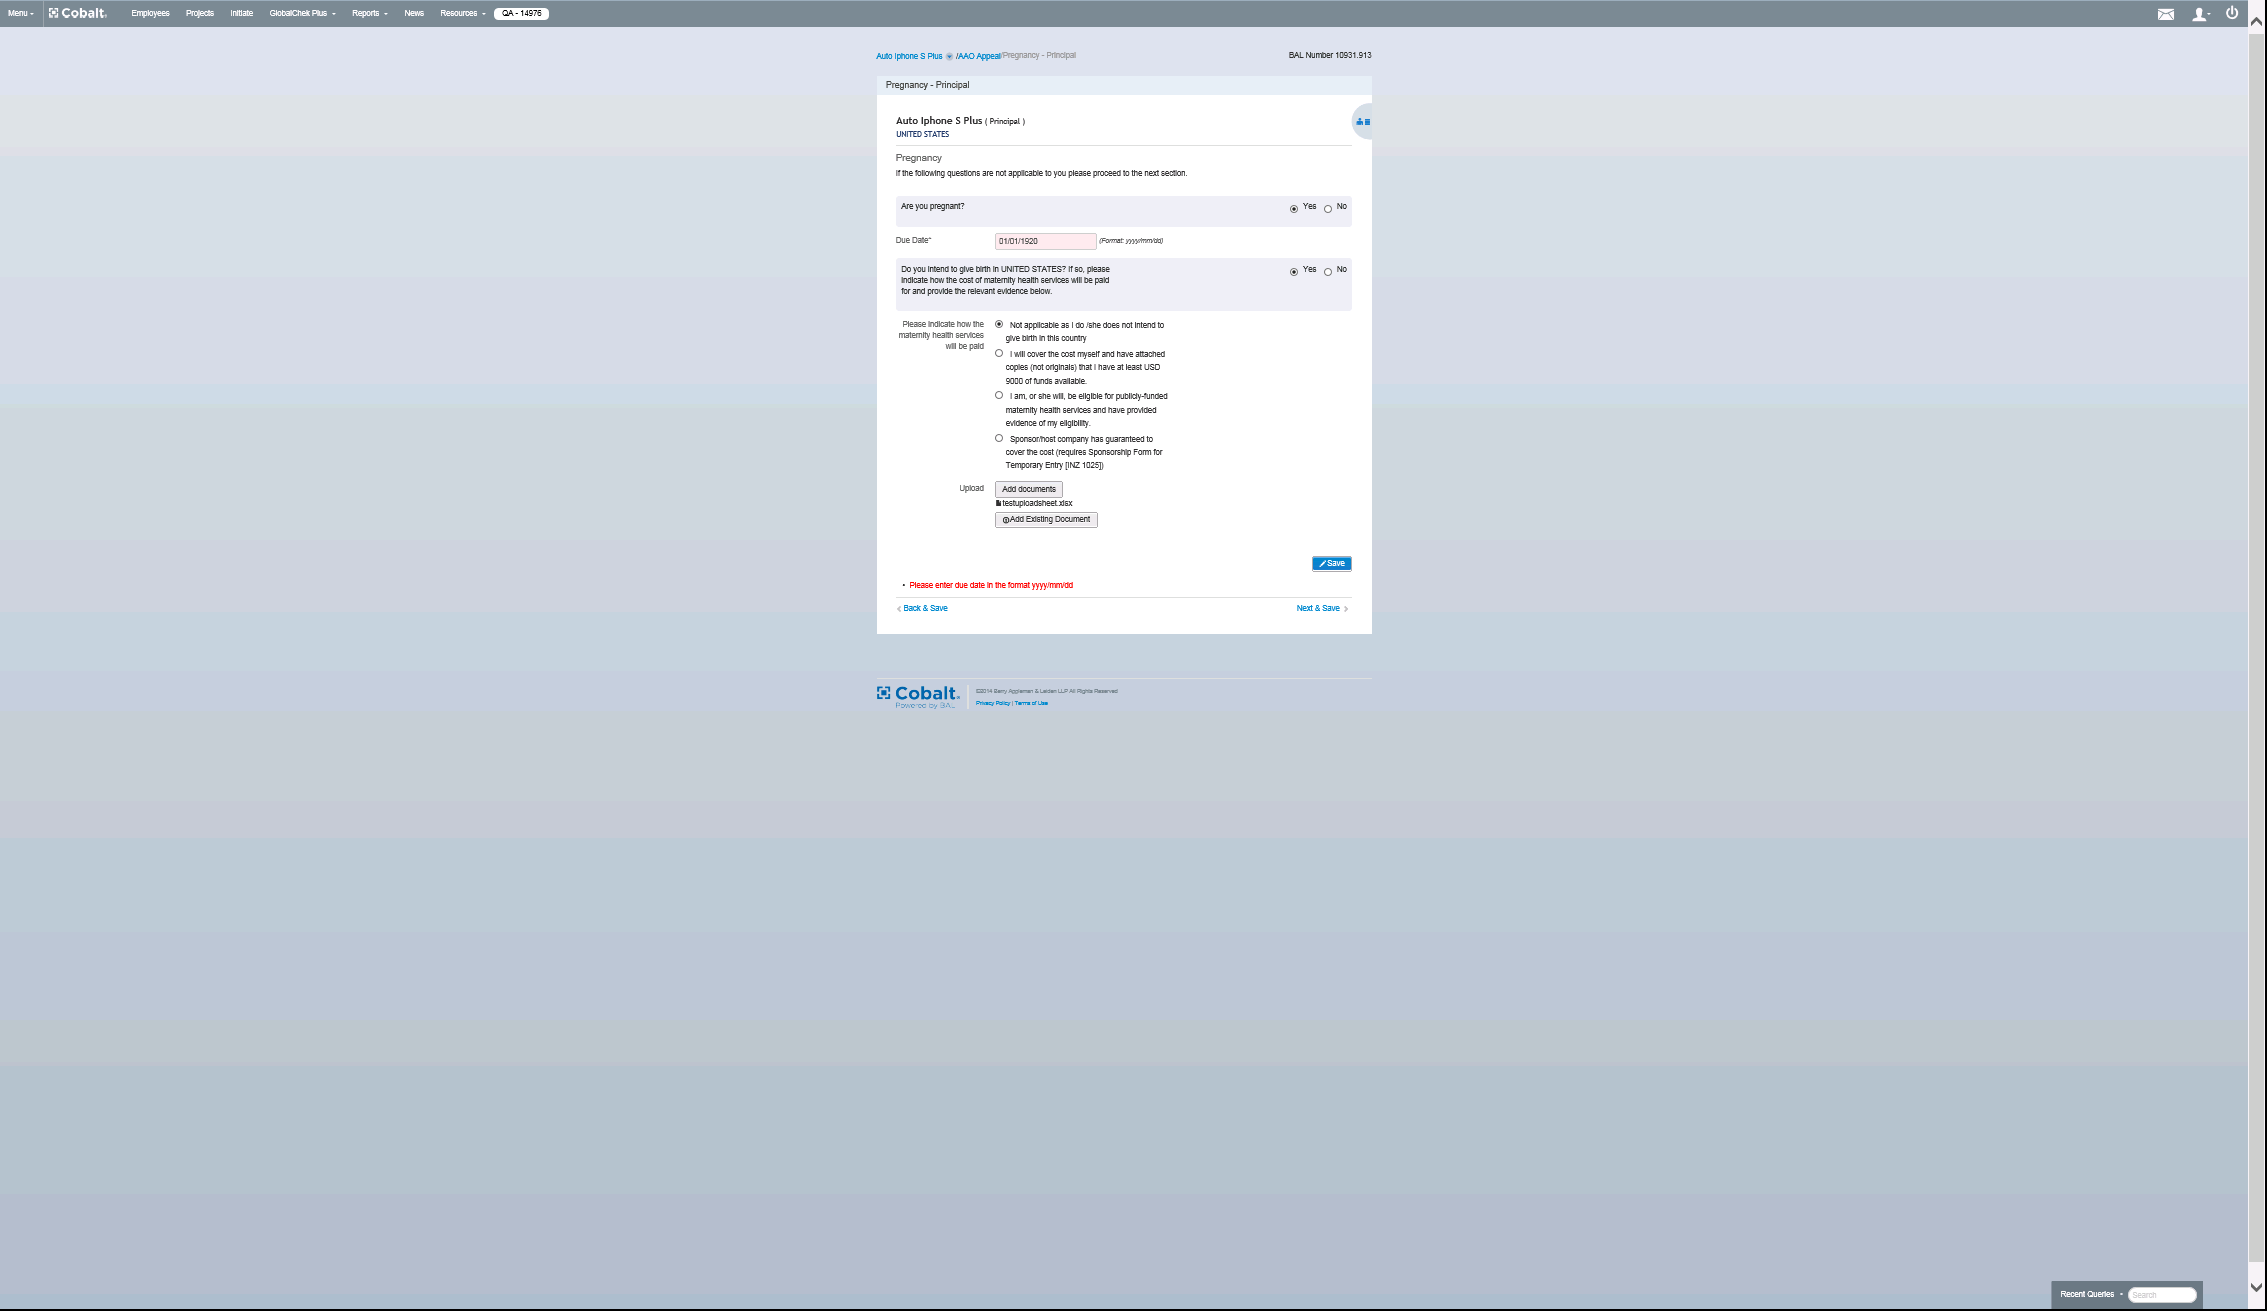 Menu
Cobalt
Employees
Projects
Initiate
GlobalChek Plus
Reports
News
Resources
QA - 14976
Auto Iphone S Plus /AAO Appeal/Pregnancy - Principal
BAL Number 10931.913
Pregnancy - Principal
Auto Iphone S Plus ( Principal )
UNITED STATES
Pregnancy
If the following questions are not applicable to you please proceed to the next section.
Are you pregnant?
Yes No
Due Date*
01/01/1920
(Format: yyyy/mm/dd)
Do you intend to give birth in UNITED STATES? If so, please
indicate how the cost of maternity health services will be paid
for and provide the relevant evidence below.
Yes No
Please indicate how the
maternity health services
will be paid
Not applicable as I do /she does not intend to
give birth in this country
I will cover the cost myself and have attached
copies (not originals) that I have at least USD
9000 of funds available.
I am, or she will, be eligible for publicly-funded
maternity health services and have provided
evidence of my eligibility.
Sponsor/host company has guaranteed to
cover the cost (requires Sponsorship Form for
Temporary Entry [INZ 1025])
Upload
Add documents
testuploadsheet.xlsx
Add Existing Document
Save
• Please enter due date in the format yyyy/mm/dd
Back & Save
Next & Save
Cobalt
Powered by BAL
©2014 Berry Appleman & Leiden LLP All Rights Reserved
Privacy Policy | Terms of Use
Recent Queries
Search